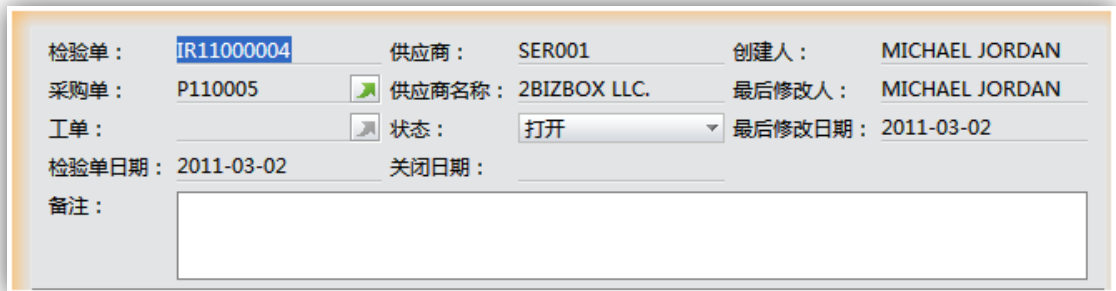 检验单： IR11000004 供应商： SER001 创建人： MICHAEL JORDAN
采购单： P110005 供应商名称： 2BIZBOX LLC. 最后修改人： MICHAEL JORDAN
工单： 状态： 打开 最后修改日期： 2011-03-02
检验单日期： 2011-03-02 关闭日期：
备注：